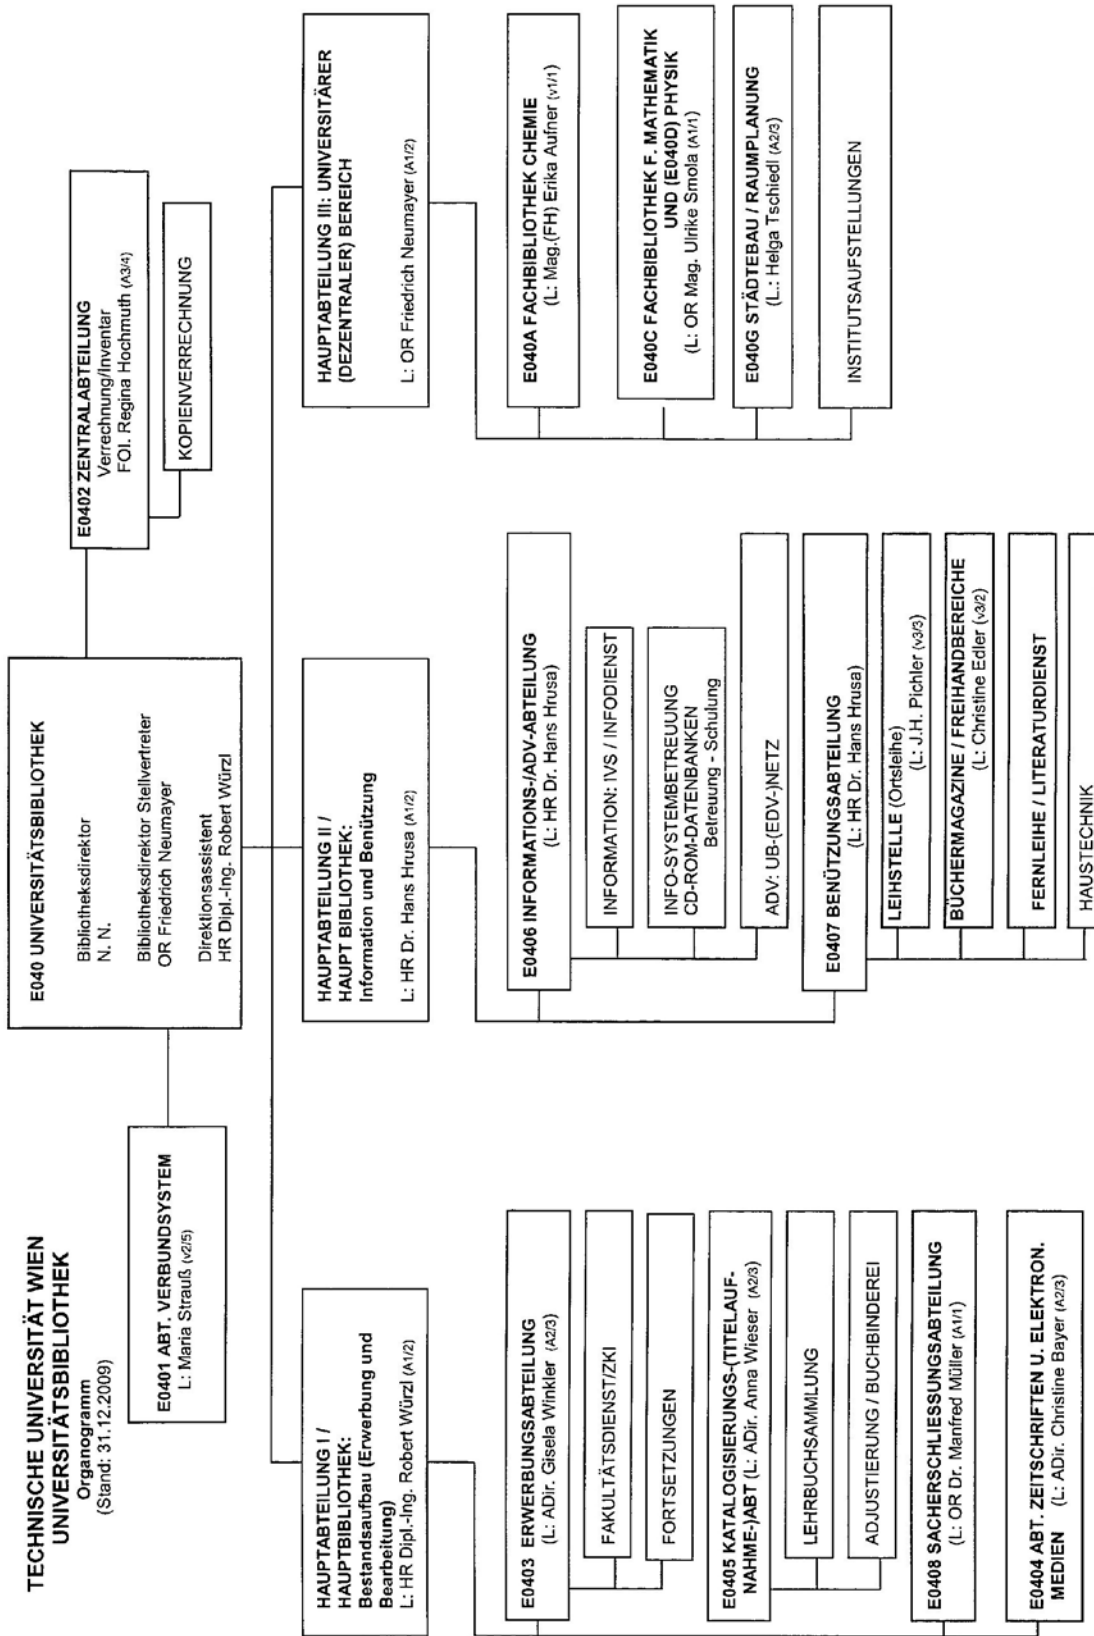 TECHNISCHE UNIVERSITÄT WIEN
UNIVERSITÄTSBIBLIOTHEK
Organogramm
(Stand: 31.12.2009)
E040 UNIVERSITÄTSBIBLIOTHEK
Bibliotheksdirektor
N. N.
Bibliotheksdirektor Stellvertreter
OR Friedrich Neumayer
Direktionsassistent
HR Dipl.-Ing. Robert Würzl
E0401 ABT. VERBUNDSYSTEM
L: Maria Strauß (v2/5)
E0402 ZENTRALABTEILUNG
Verrechnung/Inventar
FOI. Regina Hochmuth (A3/4)
KOPIENVERRECHNUNG
HAUPTABTEILUNG I /
HAUPTBIBLIOTHEK:
Bestandsaufbau (Erwerbung und
Bearbeitung)
L: HR Dipl.-Ing. Robert Würzl (A1/2)
E0403 ERWERBUNGSABTEILUNG
(L: ADir. Gisela Winkler (A2/3)
FAKULTÄTSDIENST/ZKI
FORTSETZUNGEN
E0405 KATALOGISIERUNGS-(TITELAUF-
NAHME-)ABT (L: ADir. Anna Wieser (A2/3)
LEHRBUCHSAMMLUNG
ADJUSTIERUNG / BUCHBINDEREI
E0408 SACHERSCHLIESSUNGSABTEILUNG
(L: OR Dr. Manfred Müller (A1/1)
E0404 ABT. ZEITSCHRIFTEN U. ELEKTRON.
MEDIEN (L: ADir. Christine Bayer (A2/3)
HAUPTABTEILUNG II /
HAUPT BIBLIOTHEK:
Information und Benützung
L: HR Dr. Hans Hrusa (A1/2)
E0406 INFORMATIONS-/ADV-ABTEILUNG
(L: HR Dr. Hans Hrusa)
INFORMATION: IVS / INFODIENST
INFO-SYSTEMBETREUUNG
CD-ROM-DATENBANKEN
Betreuung - Schulung
ADV: UB-(EDV-)NETZ
E0407 BENÜTZUNGSABTEILUNG
(L: HR Dr. Hans Hrusa)
LEIHSTELLE (Ortsleihe)
(L: J.H. Pichler (v3/3)
BÜCHERMAGAZINE / FREIHANDBEREICHE
(L: Christine Edler (v3/2)
FERNLEIHE / LITERATURDIENST
HAUSTECHNIK
HAUPTABTEILUNG III: UNIVERSITÄRER
(DEZENTRALER) BEREICH
L: OR Friedrich Neumayer (A1/2)
E040A FACHBIBLIOTHEK CHEMIE
(L: Mag.(FH) Erika Aufner (v1/1)
E040C FACHBIBLIOTHEK F. MATHEMATIK
UND (E040D) PHYSIK
(L: OR Mag. Ulrike Smola (A1/1)
E040G STÄDTEBAU / RAUMPLANUNG
(L.: Helga Tschiedl (A2/3)
INSTITUTSAUFSTELLUNGEN